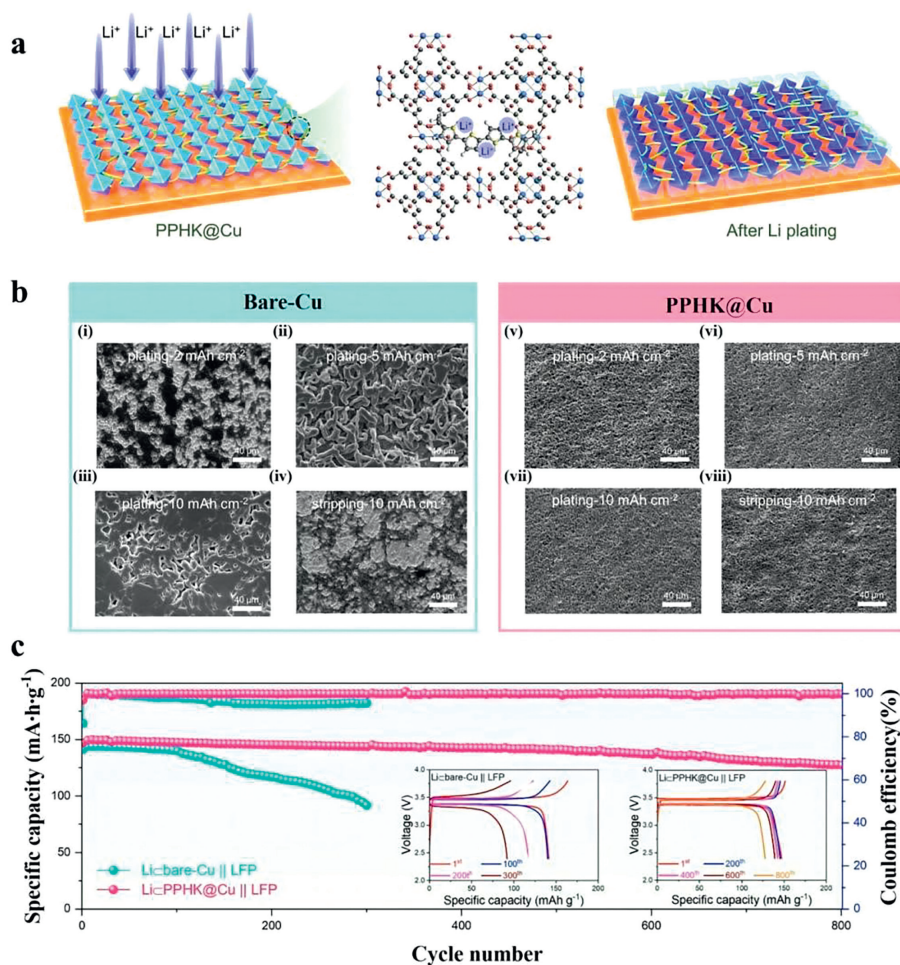 a
Li⁺ Li⁺ Li⁺ Li⁺ Li⁺
PPHK@Cu
Li⁺ Li⁺
Li⁺
After Li plating
b
Bare-Cu
(i) plating-2 mAh cm⁻² 40 µm
(ii) plating-5 mAh cm⁻² 40 µm
(iii) plating-10 mAh cm⁻² 40 µm
(iv) stripping-10 mAh cm⁻² 40 µm
PPHK@Cu
(v) plating-2 mAh cm⁻² 40 µm
(vi) plating-5 mAh cm⁻² 40 µm
(vii) plating-10 mAh cm⁻² 40 µm
(viii) stripping-10 mAh cm⁻² 40 µm
c
Specific capacity (mA·h·g⁻¹)
200
150
100
50
0
Li⊂bare-Cu || LFP
Li⊂PPHK@Cu || LFP
Li⊂bare-Cu || LFP
Voltage (V)
3.5
3.0
2.5
2.0
1ˢᵗ 100ᵗʰ
200ᵗʰ 300ᵗʰ
0 50 100 150 200
Specific capacity (mAh g⁻¹)
Li⊂PPHK@Cu || LFP
Voltage (V)
3.5
3.0
2.5
2.0
1ˢᵗ 200ᵗʰ
400ᵗʰ 600ᵗʰ 800ᵗʰ
0 50 100 150 200
Specific capacity (mAh g⁻¹)
0 200 400 600 800
Cycle number
100
80
60
40
20
0
Coulomb efficiency(%)